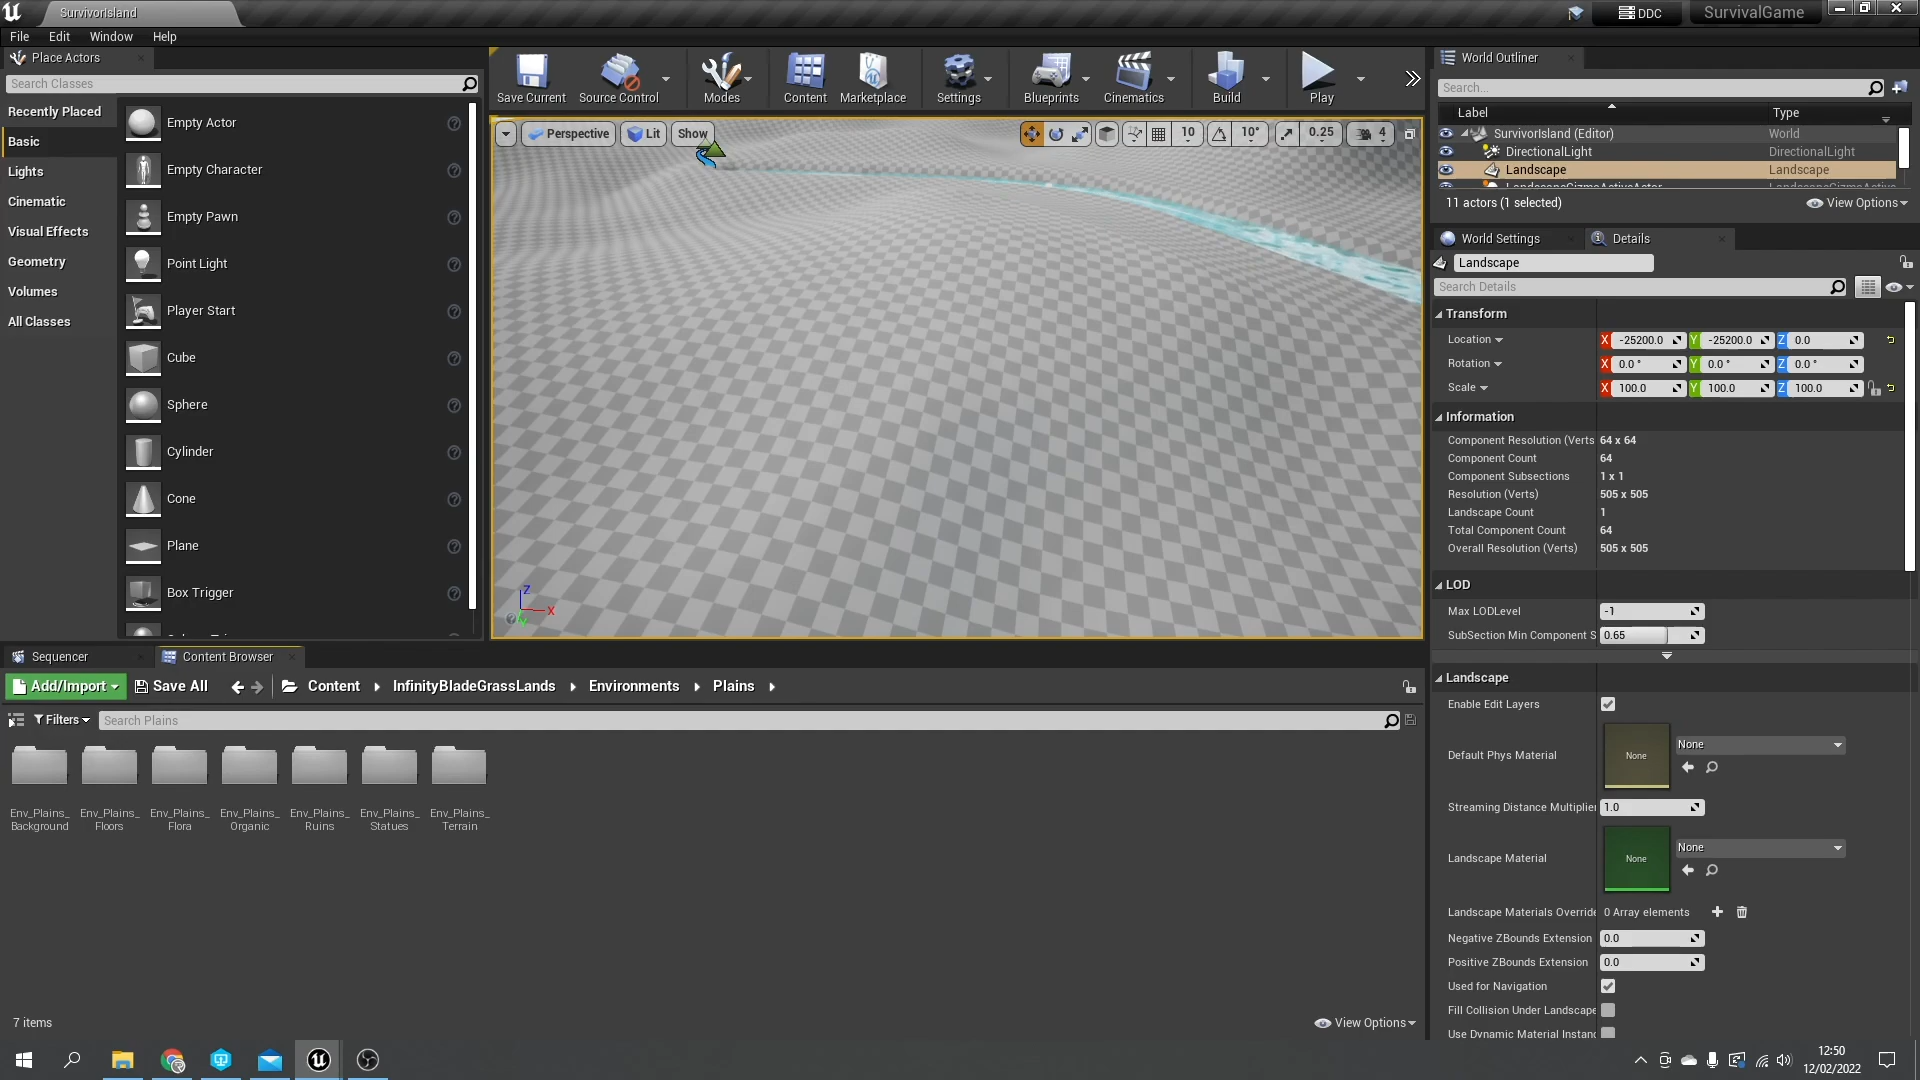 SurvivorIsland
DDC
SurvivalGame
File Edit Window Help
Place Actors
Search Classes
Recently Placed
Basic
Lights
Cinematic
Visual Effects
Geometry
Volumes
All Classes
Empty Actor
Empty Character
Empty Pawn
Point Light
Player Start
Cube
Sphere
Cylinder
Cone
Plane
Box Trigger
Save Current
Source Control
Modes
Content
Marketplace
Settings
Blueprints
Cinematics
Build
Play
Perspective
Lit
Show
10
10°
0.25
4
Z
X
World Outliner
Search...
Label Type
SurvivorIsland (Editor) World
DirectionalLight DirectionalLight
Landscape Landscape
LandscapeGizmoActiveActor LandscapeGizmoActive
11 actors (1 selected)
View Options
World Settings
Details
Landscape
Search Details
Transform
Location X -25200.0 Y -25200.0 Z 0.0
Rotation X 0.0 ° Y 0.0 ° Z 0.0 °
Scale X 100.0 Y 100.0 Z 100.0
Information
Component Resolution (Verts 64 x 64
Component Count 64
Component Subsections 1 x 1
Resolution (Verts) 505 x 505
Landscape Count 1
Total Component Count 64
Overall Resolution (Verts) 505 x 505
LOD
Max LODLevel -1
SubSection Min Component S 0.65
Landscape
Enable Edit Layers
Default Phys Material None None
Streaming Distance Multiplier 1.0
Landscape Material None None
Landscape Materials Override 0 Array elements
Negative ZBounds Extension 0.0
Positive ZBounds Extension 0.0
Used for Navigation
Fill Collision Under Landscape
Use Dynamic Material Instanc
Sequencer
Content Browser
Add/Import Save All Content InfinityBladeGrassLands Environments Plains
Filters Search Plains
Env_Plains_
Background
Env_Plains_
Floors
Env_Plains_
Flora
Env_Plains_
Organic
Env_Plains_
Ruins
Env_Plains_
Statues
Env_Plains_
Terrain
7 items
View Options
12:50
12/02/2022